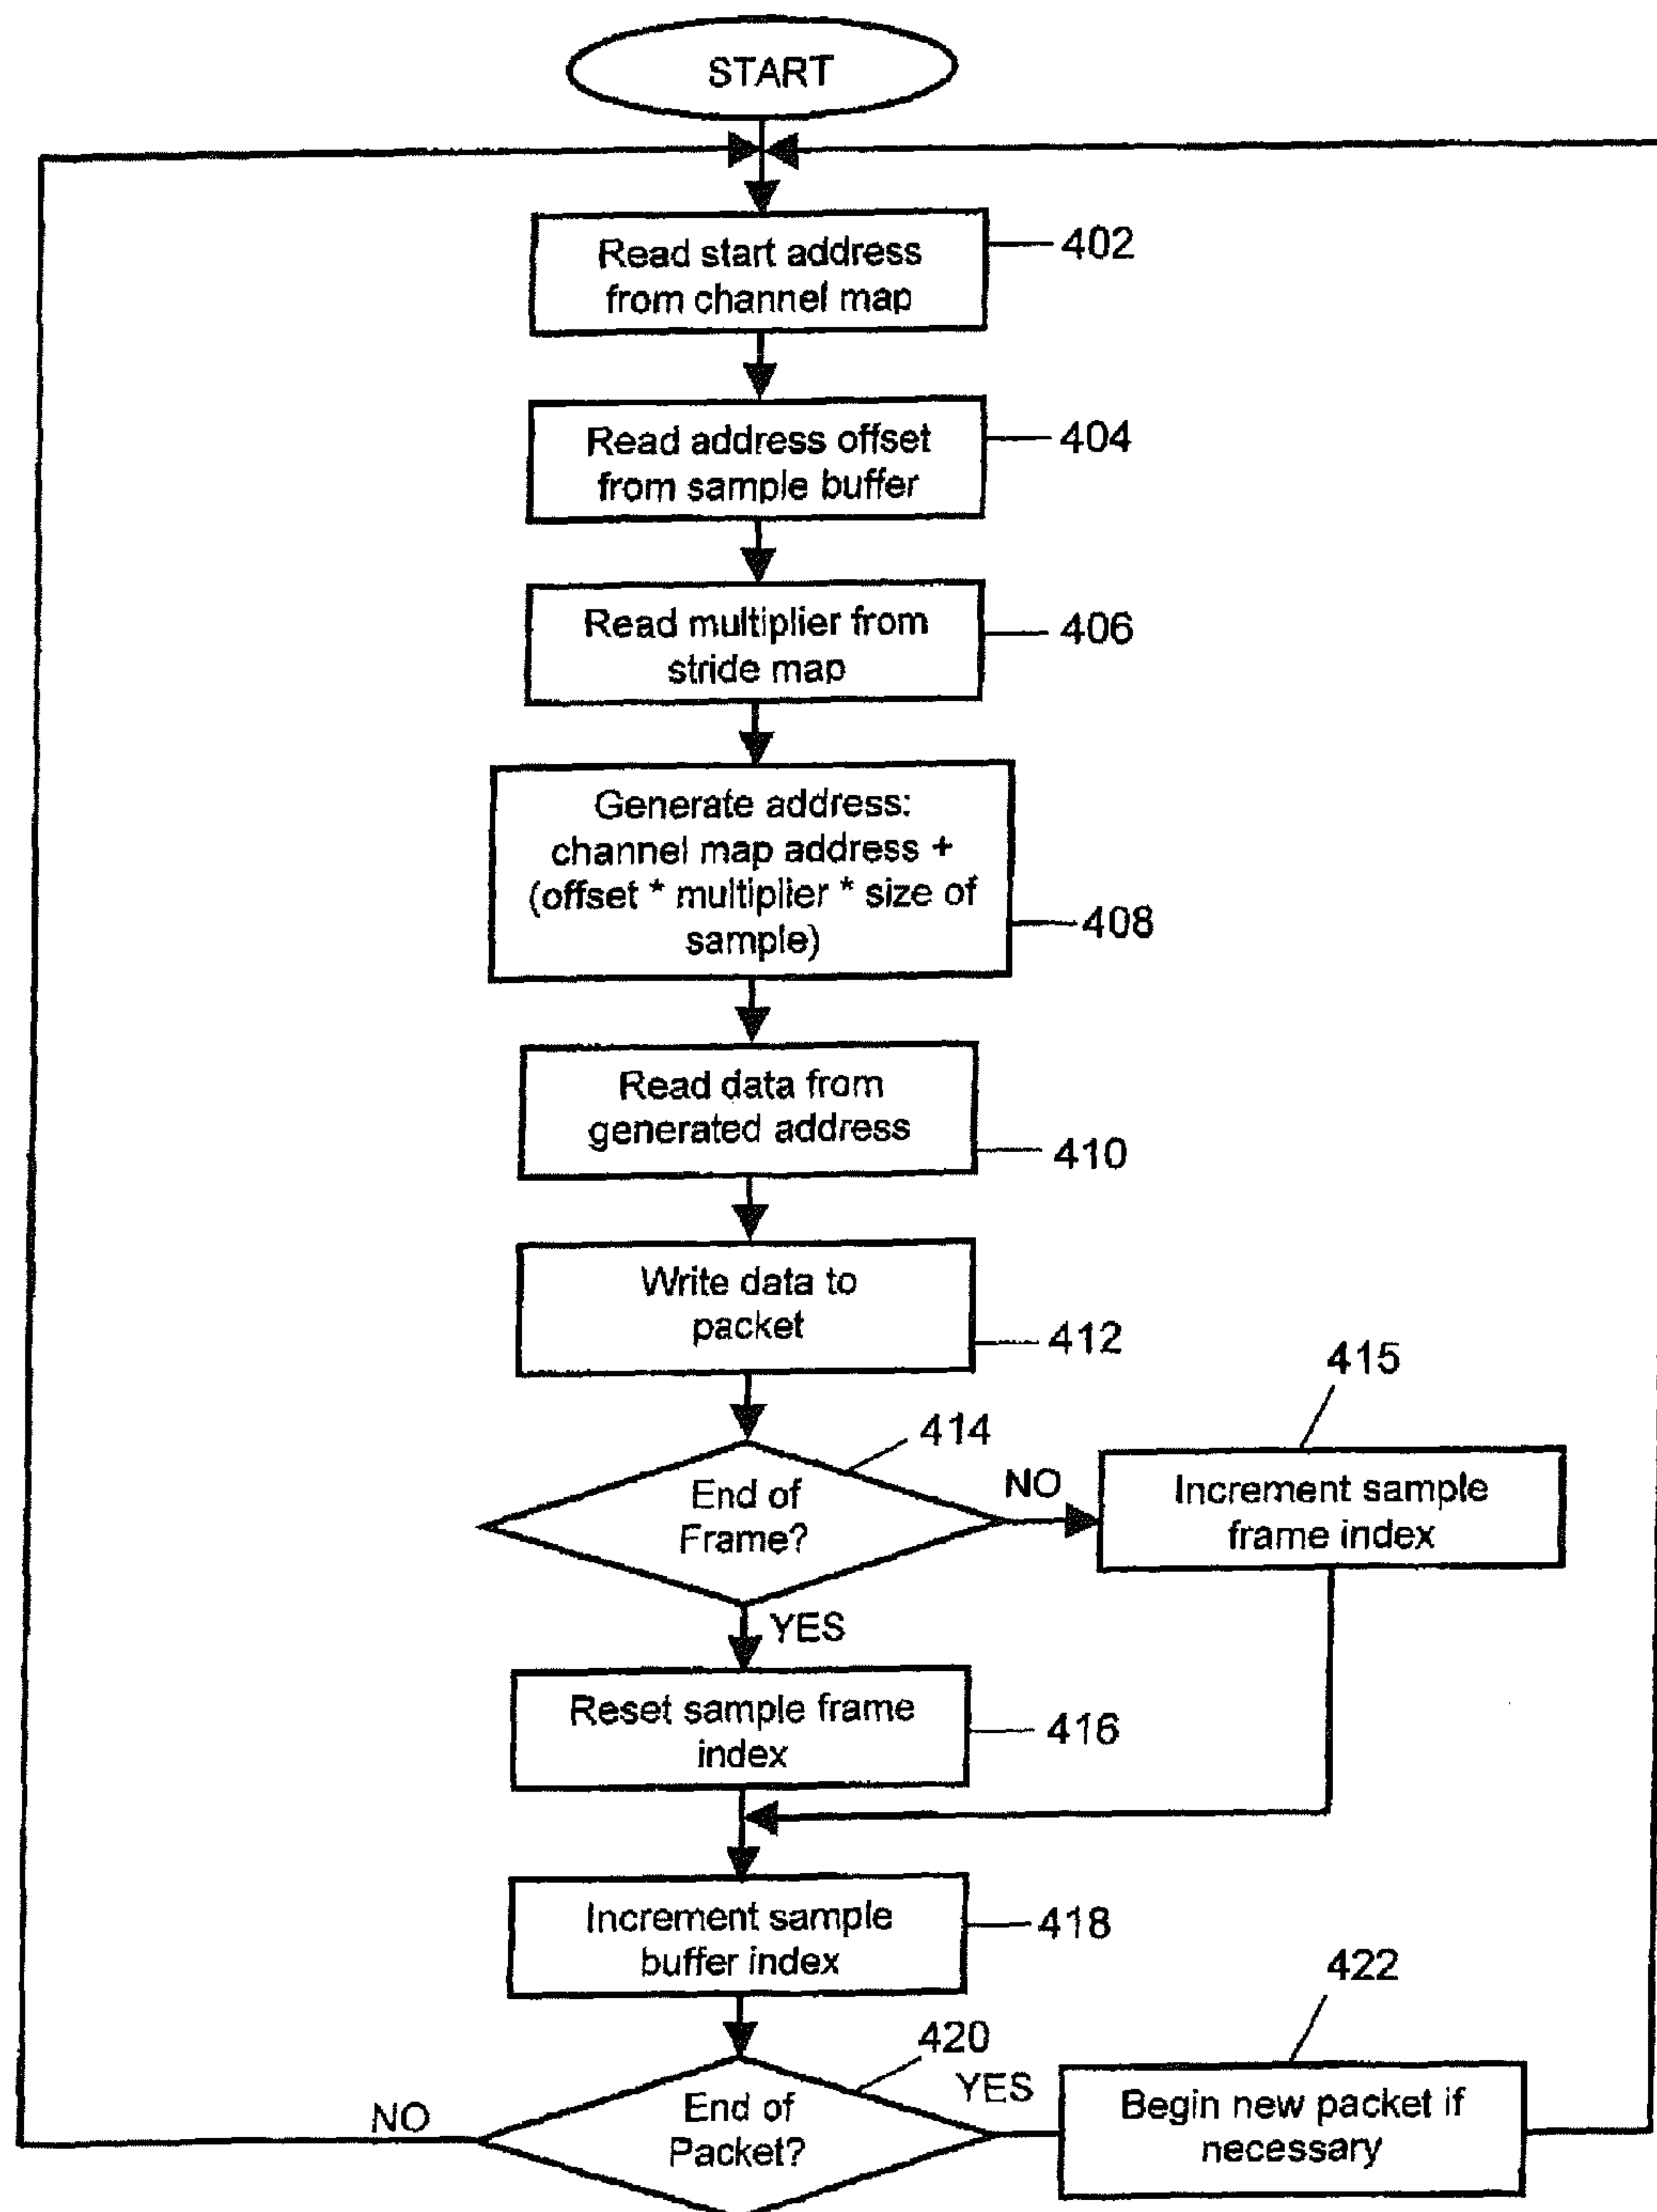 START
Read start address
from channel map
402
Read address offset
from sample buffer
404
Read multiplier from
stride map
406
Generate address:
channel map address +
(offset * multiplier * size of
sample)
408
Read data from
generated address
410
Write data to
packet
412
414
End of
Frame?
NO
415
Increment sample
frame index
YES
Reset sample frame
index
416
Increment sample
buffer index
418
420
End of
Packet?
NO
YES
422
Begin new packet if
necessary